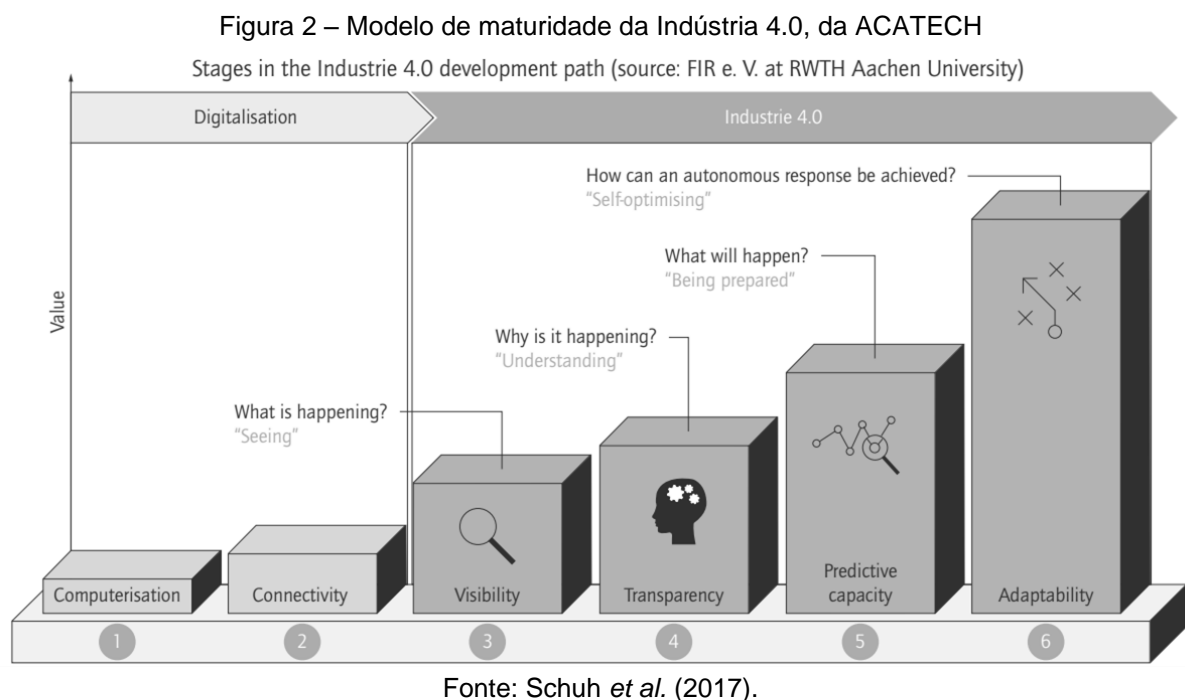 Figura 2 – Modelo de maturidade da Indústria 4.0, da ACATECH
Stages in the Industrie 4.0 development path (source: FIR e. V. at RWTH Aachen University)
Digitalisation
Industrie 4.0
How can an autonomous response be achieved?
“Self-optimising”
What will happen?
“Being prepared”
Why is it happening?
“Understanding”
What is happening?
“Seeing”
Value
Computerisation
Connectivity
Visibility
Transparency
Predictive
capacity
Adaptability
1
2
3
4
5
6
Fonte: Schuh et al. (2017).